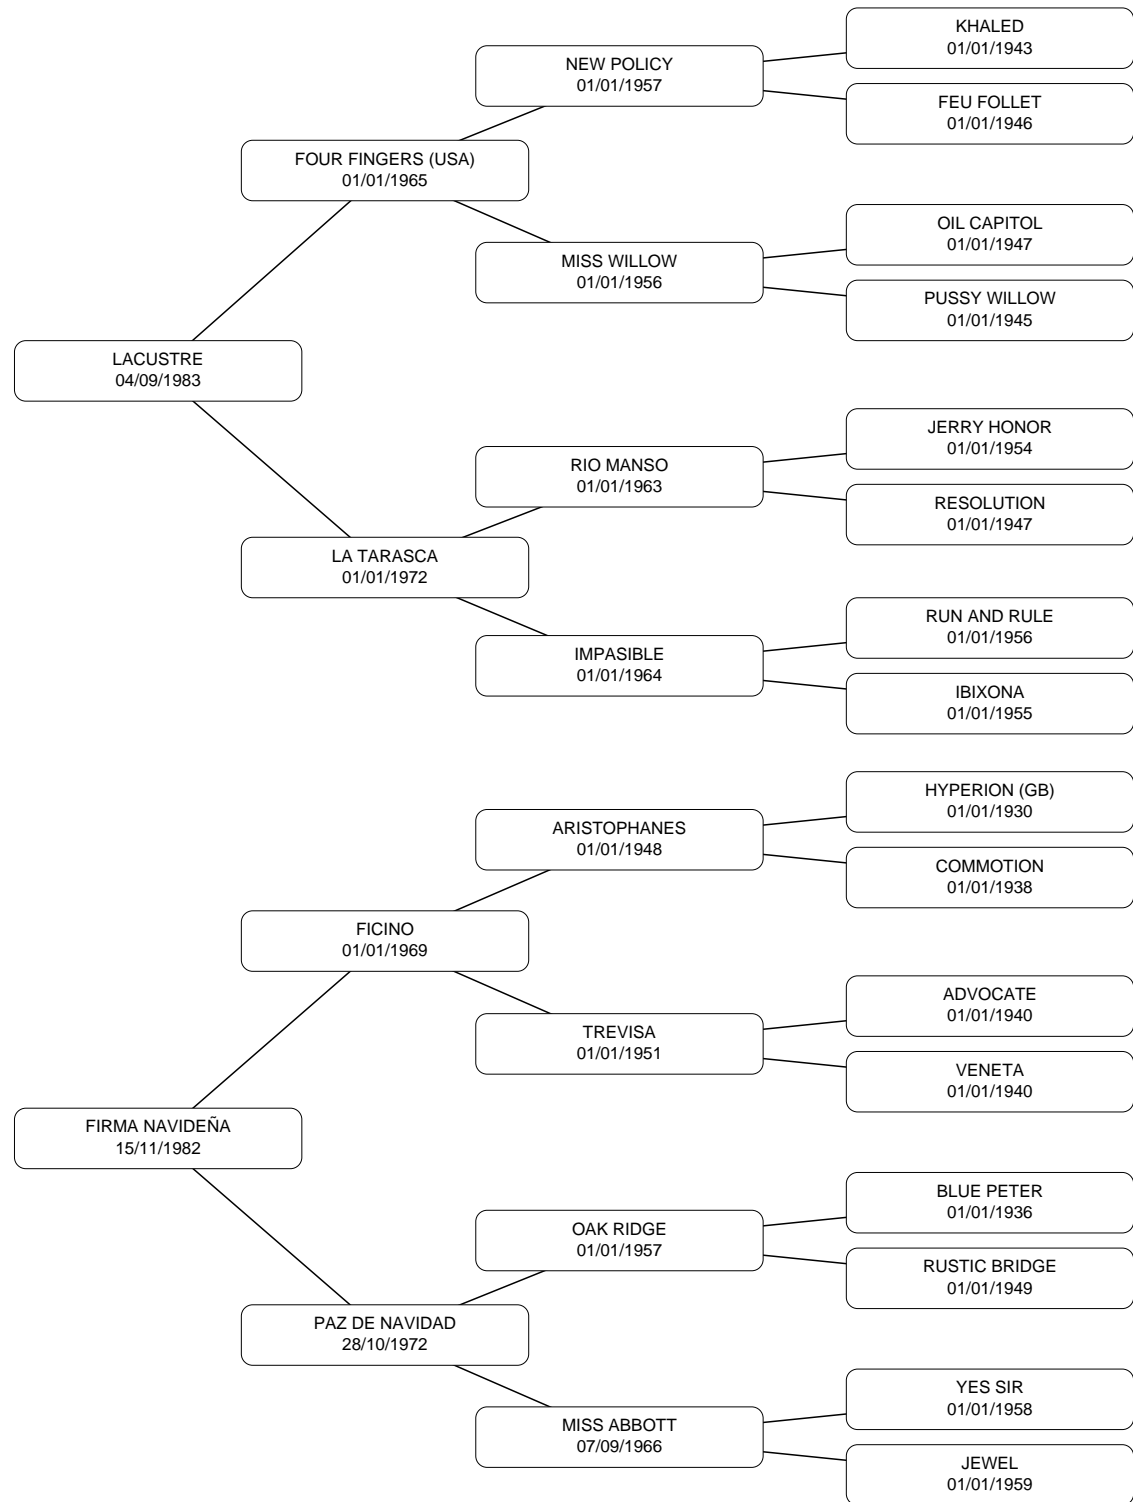 KHALED
01/01/1943
NEW POLICY
01/01/1957
FEU FOLLET
01/01/1946
FOUR FINGERS (USA)
01/01/1965
OIL CAPITOL
01/01/1947
MISS WILLOW
01/01/1956
PUSSY WILLOW
01/01/1945
LACUSTRE
04/09/1983
JERRY HONOR
01/01/1954
RIO MANSO
01/01/1963
RESOLUTION
01/01/1947
LA TARASCA
01/01/1972
RUN AND RULE
01/01/1956
IMPASIBLE
01/01/1964
IBIXONA
01/01/1955
HYPERION (GB)
01/01/1930
ARISTOPHANES
01/01/1948
COMMOTION
01/01/1938
FICINO
01/01/1969
ADVOCATE
01/01/1940
TREVISA
01/01/1951
VENETA
01/01/1940
FIRMA NAVIDEÑA
15/11/1982
BLUE PETER
01/01/1936
OAK RIDGE
01/01/1957
RUSTIC BRIDGE
01/01/1949
PAZ DE NAVIDAD
28/10/1972
YES SIR
01/01/1958
MISS ABBOTT
07/09/1966
JEWEL
01/01/1959